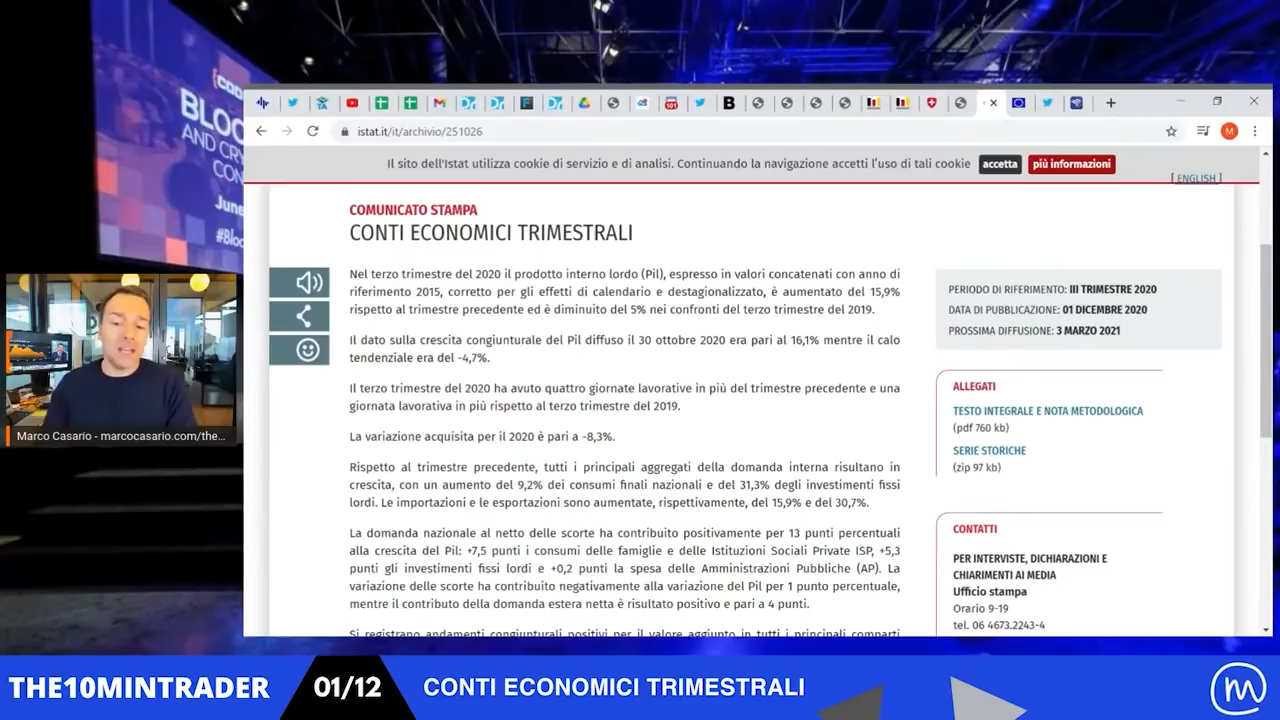 BLOC
AND CRY
CON
June
#Bloc
istat.it/it/archivio/251026
M
Il sito dell'Istat utilizza cookie di servizio e di analisi. Continuando la navigazione accetti l'uso di tali cookie
accetta
più informazioni
[ ENGLISH ]
COMUNICATO STAMPA
CONTI ECONOMICI TRIMESTRALI
Nel terzo trimestre del 2020 il prodotto interno lordo (Pil), espresso in valori concatenati con anno di
riferimento 2015, corretto per gli effetti di calendario e destagionalizzato, è aumentato del 15,9%
rispetto al trimestre precedente ed è diminuito del 5% nei confronti del terzo trimestre del 2019.
Il dato sulla crescita congiunturale del Pil diffuso il 30 ottobre 2020 era pari al 16,1% mentre il calo
tendenziale era del -4,7%.
Il terzo trimestre del 2020 ha avuto quattro giornate lavorative in più del trimestre precedente e una
giornata lavorativa in più rispetto al terzo trimestre del 2019.
La variazione acquisita per il 2020 è pari a -8,3%.
Rispetto al trimestre precedente, tutti i principali aggregati della domanda interna risultano in
crescita, con un aumento del 9,2% dei consumi finali nazionali e del 31,3% degli investimenti fissi
lordi. Le importazioni e le esportazioni sono aumentate, rispettivamente, del 15,9% e del 30,7%.
La domanda nazionale al netto delle scorte ha contribuito positivamente per 13 punti percentuali
alla crescita del Pil: +7,5 punti i consumi delle famiglie e delle Istituzioni Sociali Private ISP, +5,3
punti gli investimenti fissi lordi e +0,2 punti la spesa delle Amministrazioni Pubbliche (AP). La
variazione delle scorte ha contribuito negativamente alla variazione del Pil per 1 punto percentuale,
mentre il contributo della domanda estera netta è risultato positivo e pari a 4 punti.
Si registrano andamenti congiunturali positivi per il valore aggiunto in tutti i principali comparti
PERIODO DI RIFERIMENTO: III TRIMESTRE 2020
DATA DI PUBBLICAZIONE: 01 DICEMBRE 2020
PROSSIMA DIFFUSIONE: 3 MARZO 2021
ALLEGATI
TESTO INTEGRALE E NOTA METODOLOGICA
(pdf 760 kb)
SERIE STORICHE
(zip 97 kb)
CONTATTI
PER INTERVISTE, DICHIARAZIONI E
CHIARIMENTI AI MEDIA
Ufficio stampa
Orario 9-19
tel. 06 4673.2243-4
Marco Casario - marcocasario.com/the...
THE10MINTRADER
01/12
CONTI ECONOMICI TRIMESTRALI
m